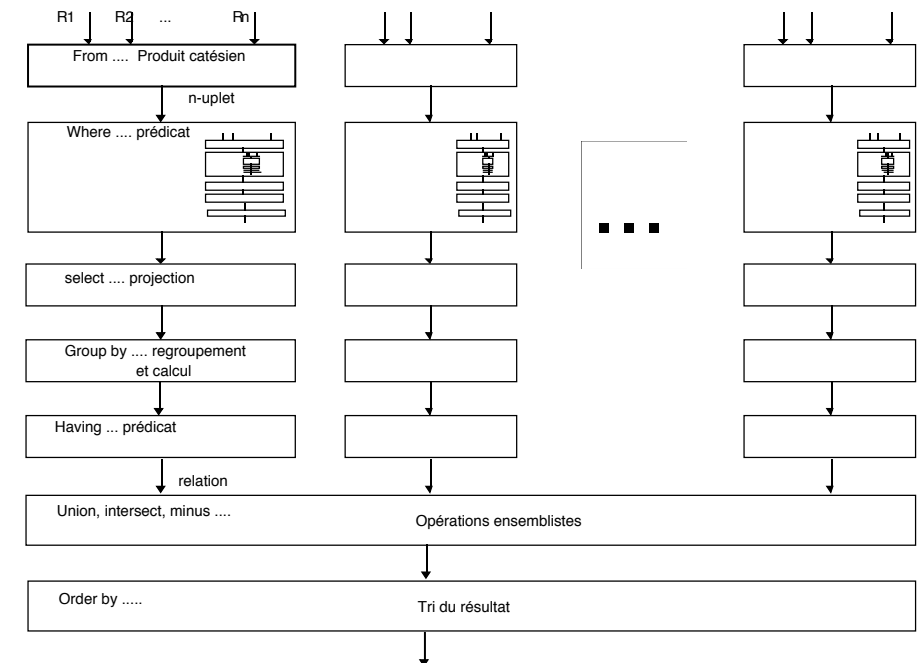 R1 R2 ... Rn
From .... Produit catésien
n-uplet
Where .... prédicat
select .... projection
Group by .... regroupement
et calcul
Having ... prédicat
relation
Union, intersect, minus ....
Opérations ensemblistes
Order by .....
Tri du résultat